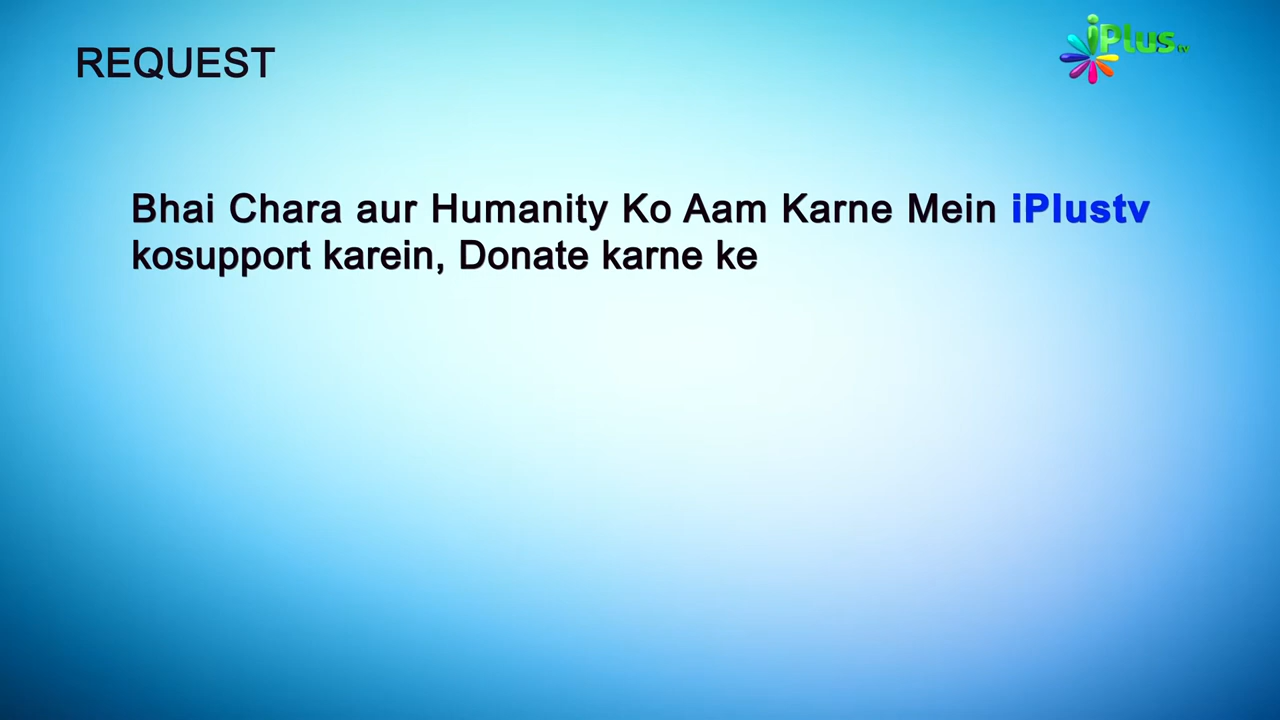 REQUEST
iPlus tv
Bhai Chara aur Humanity Ko Aam Karne Mein iPlustv
kosupport karein, Donate karne ke